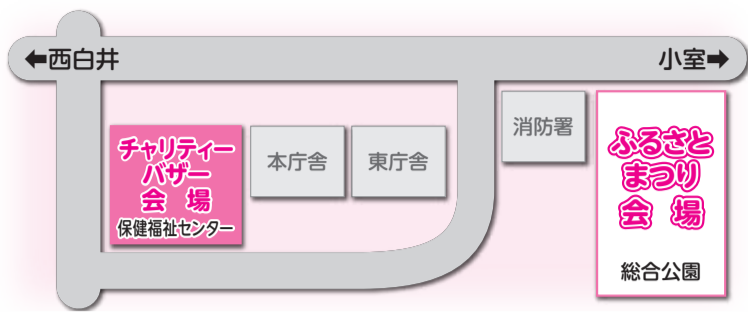 ←西白井
小室→
チャリティー
バザー
会　場
保健福祉センター
本庁舎
東庁舎
消防署
ふるさと
まつり
会　場
総合公園